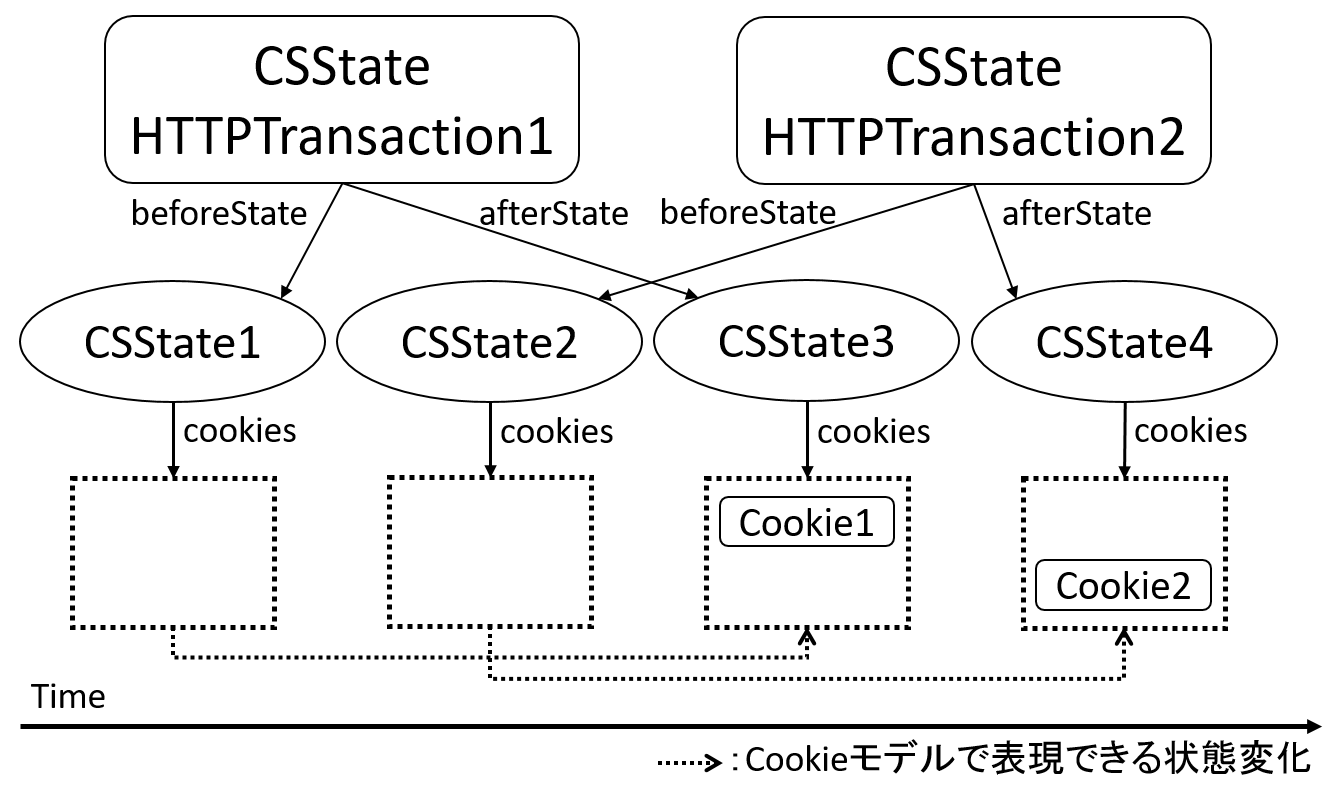 CSState
HTTPTransaction1
CSState
HTTPTransaction2
beforeState
afterState
beforeState
afterState
CSState1
CSState2
CSState3
CSState4
cookies
cookies
cookies
cookies
Cookie1
Cookie2
Time
：Cookieモデルで表現できる状態変化